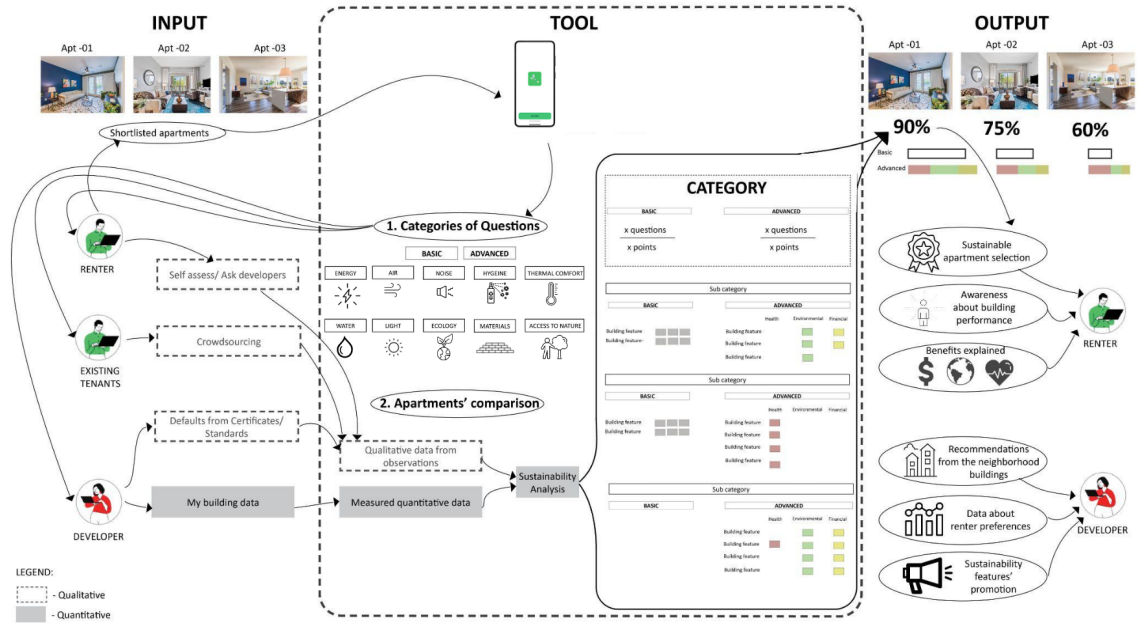 INPUT
TOOL
OUTPUT
Apt -01
Apt -02
Apt -03
Shortlisted apartments
RENTER
Self assess/ Ask developers
EXISTING
TENANTS
Crowdsourcing
Defaults from Certificates/
Standards
My building data
DEVELOPER
LEGEND:
- Qualitative
- Quantitative
1. Categories of Questions
BASIC
ADVANCED
ENERGY
AIR
NOISE
HYGEINE
THERMAL COMFORT
WATER
LIGHT
ECOLOGY
MATERIALS
ACCESS TO NATURE
2. Apartments' comparison
Qualitative data from
observations
Measured quantitative data
Sustainability
Analysis
CATEGORY
BASIC
ADVANCED
x questions
x points
x questions
x points
Sub category
BASIC
ADVANCED
Health
Environmental
Financial
Building feature
Building feature
Building feature
Building feature
Building feature
Sub category
BASIC
ADVANCED
Health
Environmental
Financial
Building feature
Building feature
Building feature
Building feature
Building feature
Building feature
Sub category
BASIC
ADVANCED
Health
Environmental
Financial
Building feature
Building feature
Building feature
Building feature
Apt -01
Apt -02
Apt -03
90%
75%
60%
Basic
Advanced
Sustainable
apartment selection
Awareness
about building
performance
Benefits explained
RENTER
Recommendations
from the neighborhood
buildings
Data about
renter preferences
Sustainability
features'
promotion
DEVELOPER